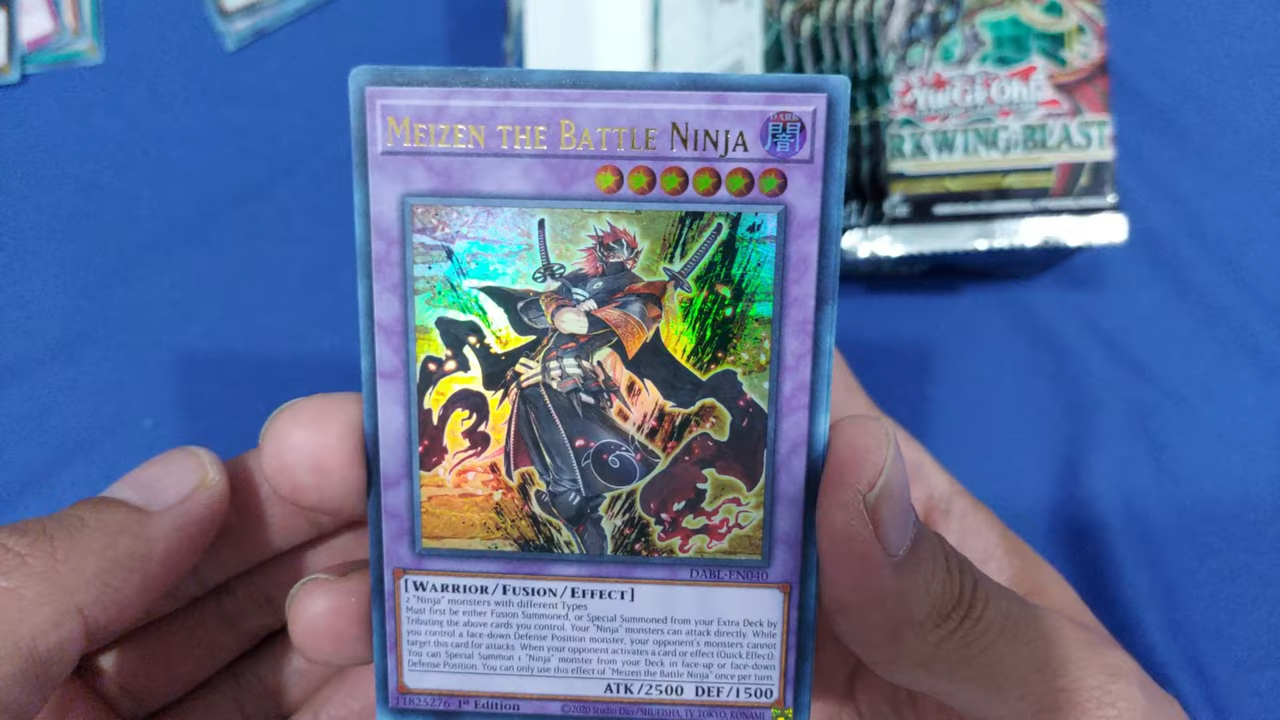 MEIZEN THE BATTLE NINJA
DARK
闇
Yu-Gi-Oh!
RKWING BLAST
DABL-EN040
[WARRIOR/FUSION/EFFECT]
2 "Ninja" monsters with different Types
Must first be either Fusion Summoned, or Special Summoned from your Extra Deck by
Tributing the above cards you control. Your "Ninja" monsters can attack directly. While
you control a face-down Defense Position monster, your opponent's monsters cannot
target this card for attacks. When your opponent activates a card or effect (Quick Effect):
You can Special Summon 1 "Ninja" monster from your Deck in face-up or face-down
Defense Position. You can only use this effect of "Meizen the Battle Ninja" once per turn.
ATK/2500 DEF/1500
11825276 1st Edition
©2020 Studio Dice/SHUEISHA, TV TOKYO, KONAMI